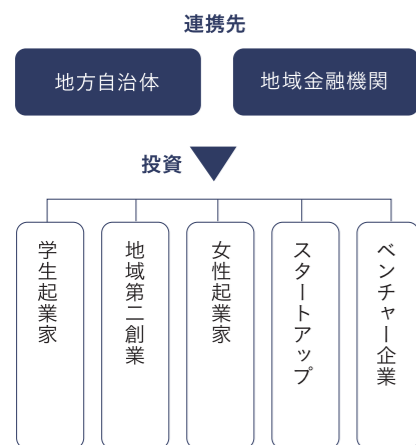 連携先
地方自治体
地域金融機関
投資
学生起業家
地域第二創業
女性起業家
スタートアップ
ベンチャー企業